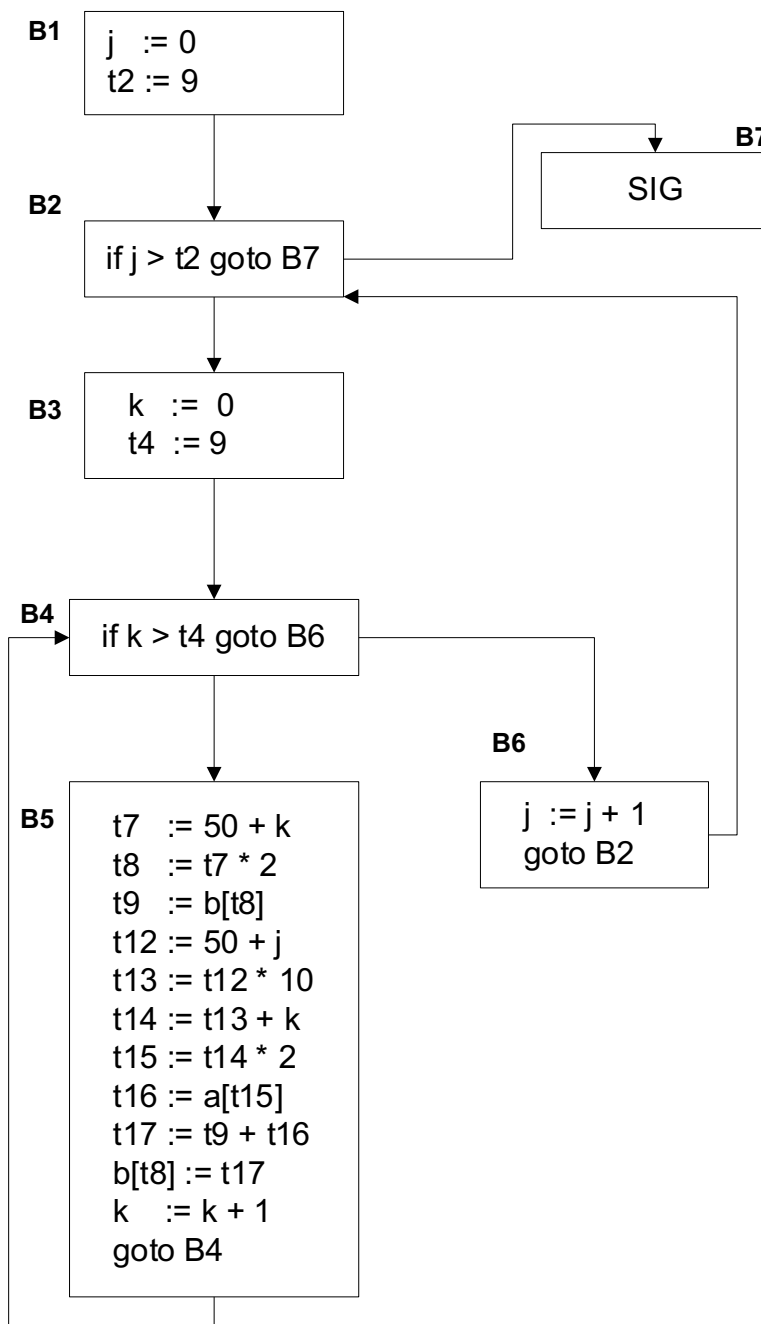 B1
j := 0
t2 := 9
B7
SIG
B2
if j > t2 goto B7
B3
k := 0
t4 := 9
B4
if k > t4 goto B6
B6
j := j + 1
goto B2
B5
t7 := 50 + k
t8 := t7 * 2
t9 := b[t8]
t12 := 50 + j
t13 := t12 * 10
t14 := t13 + k
t15 := t14 * 2
t16 := a[t15]
t17 := t9 + t16
b[t8] := t17
k := k + 1
goto B4